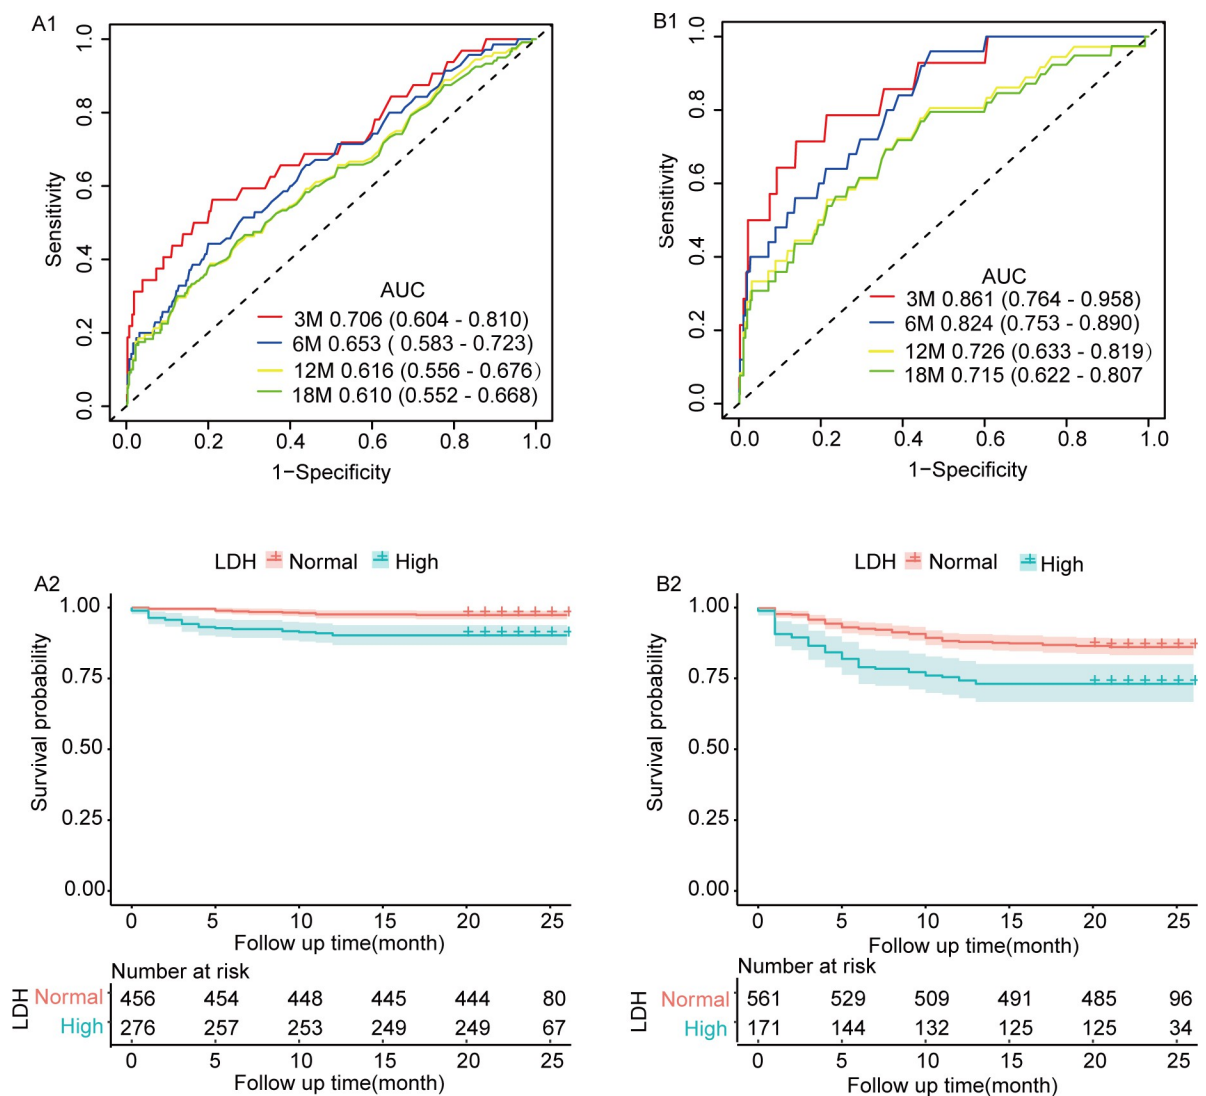 A1
1.0
0.8
0.6
0.4
0.2
0.0
Sensitivity
AUC
3M 0.706 (0.604 - 0.810)
6M 0.653 ( 0.583 - 0.723)
12M 0.616 (0.556 - 0.676)
18M 0.610 (0.552 - 0.668)
0.0 0.2 0.4 0.6 0.8 1.0
1−Specificity
B1
1.0
0.8
0.6
0.4
0.2
0.0
Sensitivity
AUC
3M 0.861 (0.764 - 0.958)
6M 0.824 (0.753 - 0.890)
12M 0.726 (0.633 - 0.819)
18M 0.715 (0.622 - 0.807
0.0 0.2 0.4 0.6 0.8 1.0
1−Specificity
LDH Normal High
A2
1.00
0.75
0.50
0.25
0.00
Survival probability
0 5 10 15 20 25
Follow up time(month)
Number at risk
LDH
Normal 456 454 448 445 444 80
High 276 257 253 249 249 67
0 5 10 15 20 25
Follow up time(month)
LDH Normal High
B2
1.00
0.75
0.50
0.25
0.00
Survival probability
0 5 10 15 20 25
Follow up time(month)
Number at risk
LDH
Normal 561 529 509 491 485 96
High 171 144 132 125 125 34
0 5 10 15 20 25
Follow up time(month)